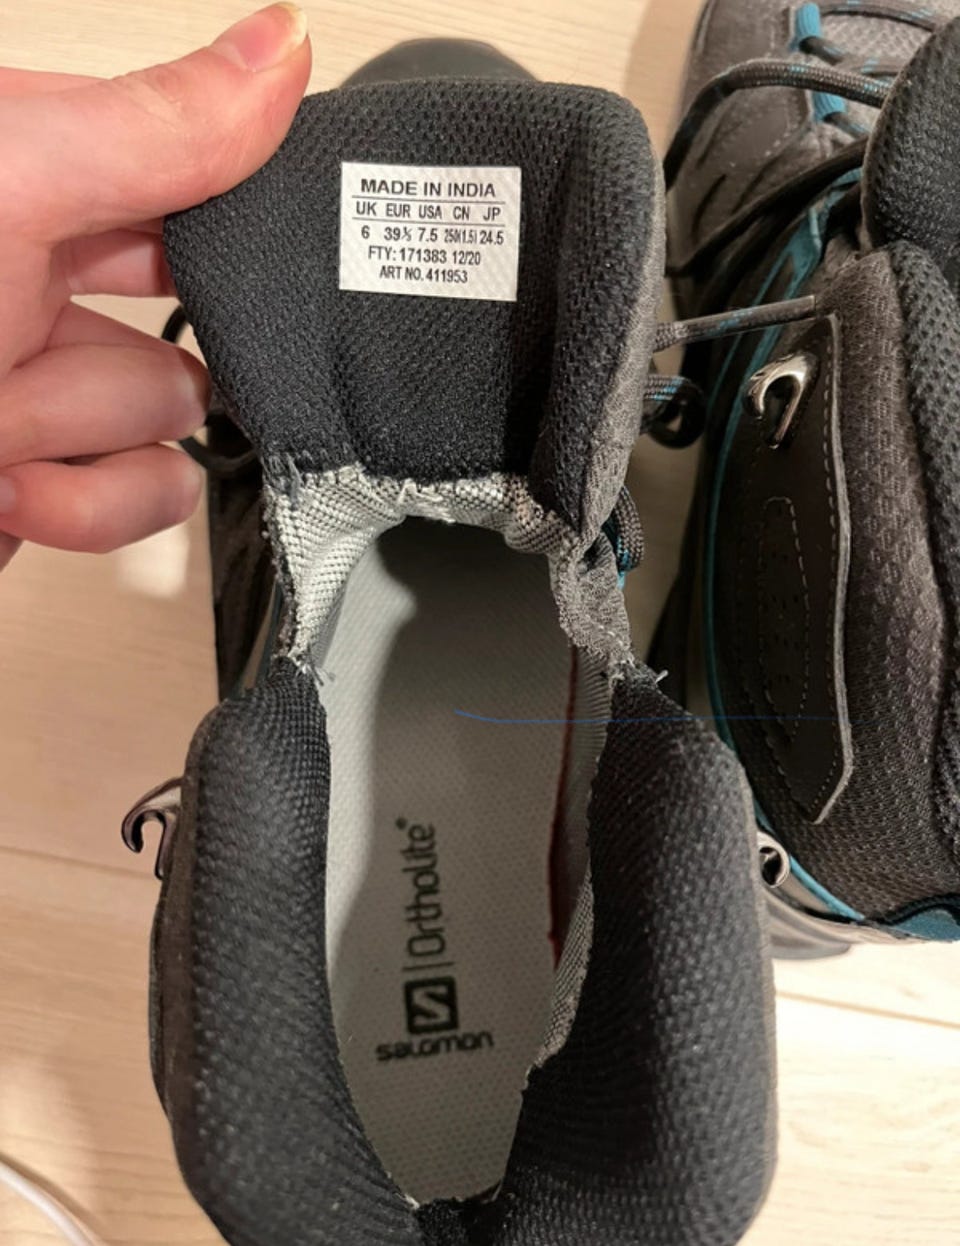 MADE IN INDIA
UK EUR USA CN JP
6 39⅓ 7.5 250(1.5) 24.5
FTY: 171383 12/20
ART NO. 411953
Ortholite®
salomon